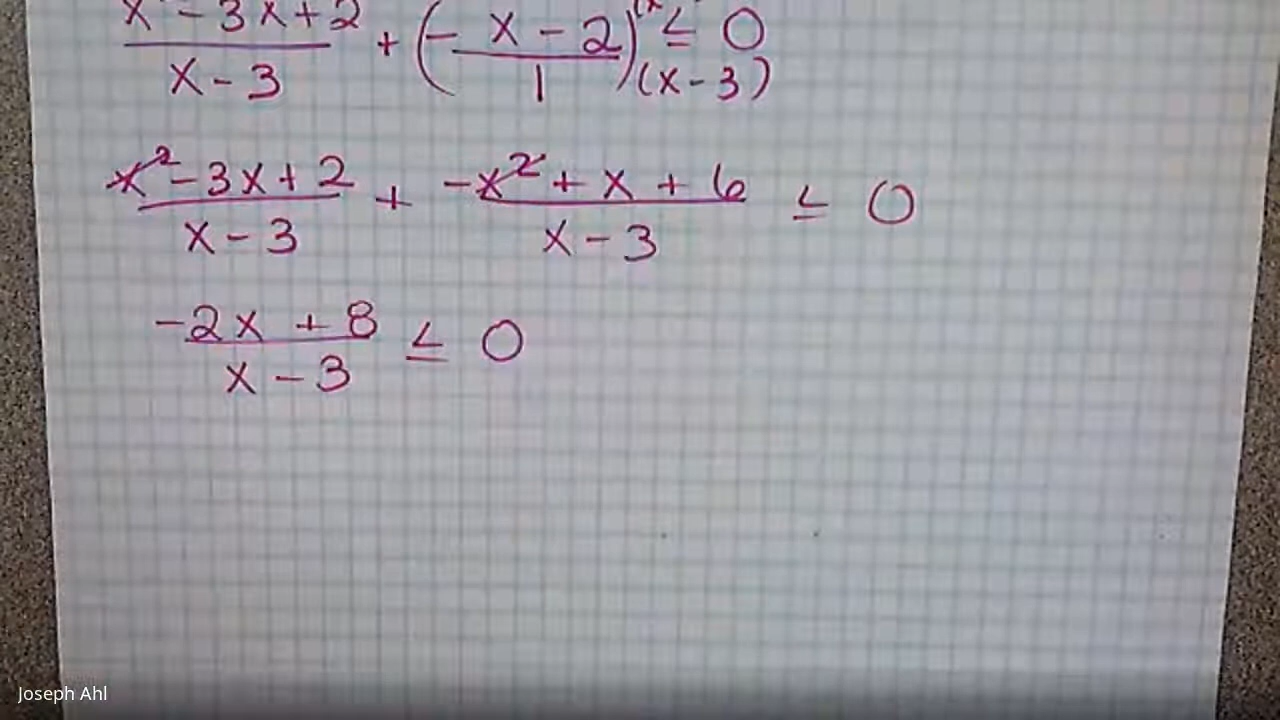 x² - 3x + 2 / x - 3 + ( - x - 2 / 1 ) (x ≤ 0 (x - 3)
x² - 3x + 2 / x - 3 + -x² + x + 6 / x - 3 ≤ 0
-2x + 8 / x - 3 ≤ 0
Joseph Ahl